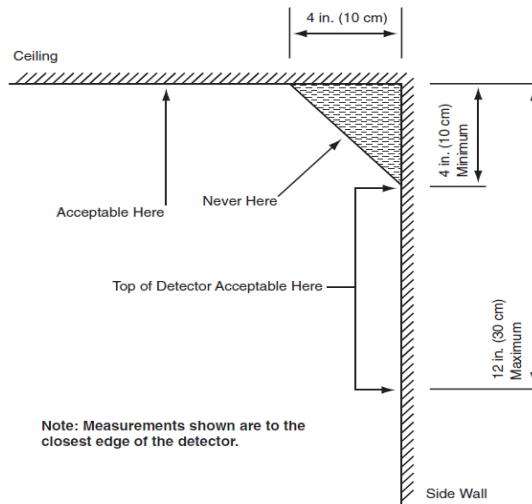 4 in. (10 cm)
Ceiling
4 in. (10 cm)
Minimum
Never Here
Acceptable Here
Top of Detector Acceptable Here
12 in. (30 cm)
Maximum
Note: Measurements shown are to the
closest edge of the detector.
Side Wall